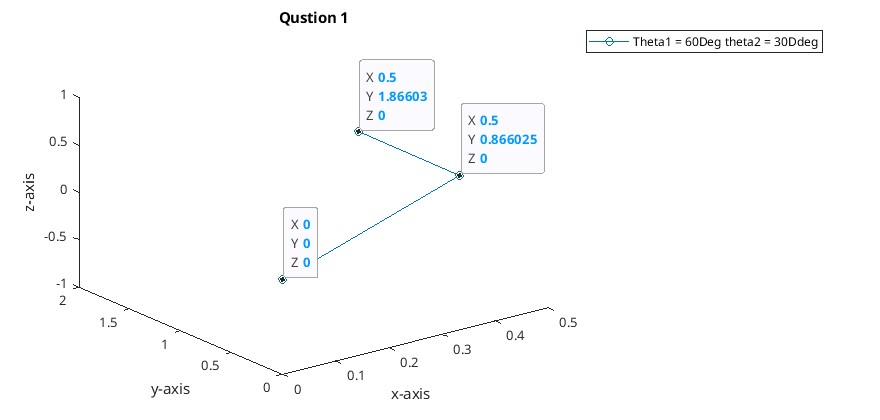 Qustion 1
Theta1 = 60Deg theta2 = 30Ddeg
X 0.5
Y 1.86603
Z 0
X 0.5
Y 0.866025
Z 0
X 0
Y 0
Z 0
z-axis
1
0.5
0
-0.5
-1
2
1.5
1
0.5
0
y-axis
0
0.1
0.2
0.3
0.4
0.5
x-axis